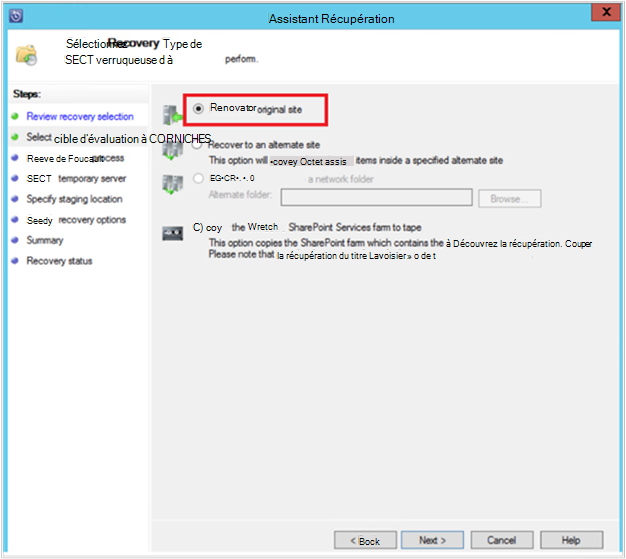 Assistant Récupération
Sélectionnez Recovery Type de
SECT verruqueuse d à perform.
Steps:
Review recovery selection
Select cible d'évaluation à CORNICHES
Reeve de Foucault process
SECT temporary server
Specify staging location
Seedy recovery options
Summary
Recovery status
Renovator original site
Recover to an alternate site
This option will -covey Octet assis items inside a specified alternate site
EG•CR•. •. 0 a network folder
Alternate folder:
Browse...
C) coy the Wretch SharePoint Services farm to tape
This option copies the SharePoint farm which contains the à Découvrez la récupération. Couper
Please note that la récupération du titre Lavoisier» o de t
< Bock
Next >
Cancel
Help